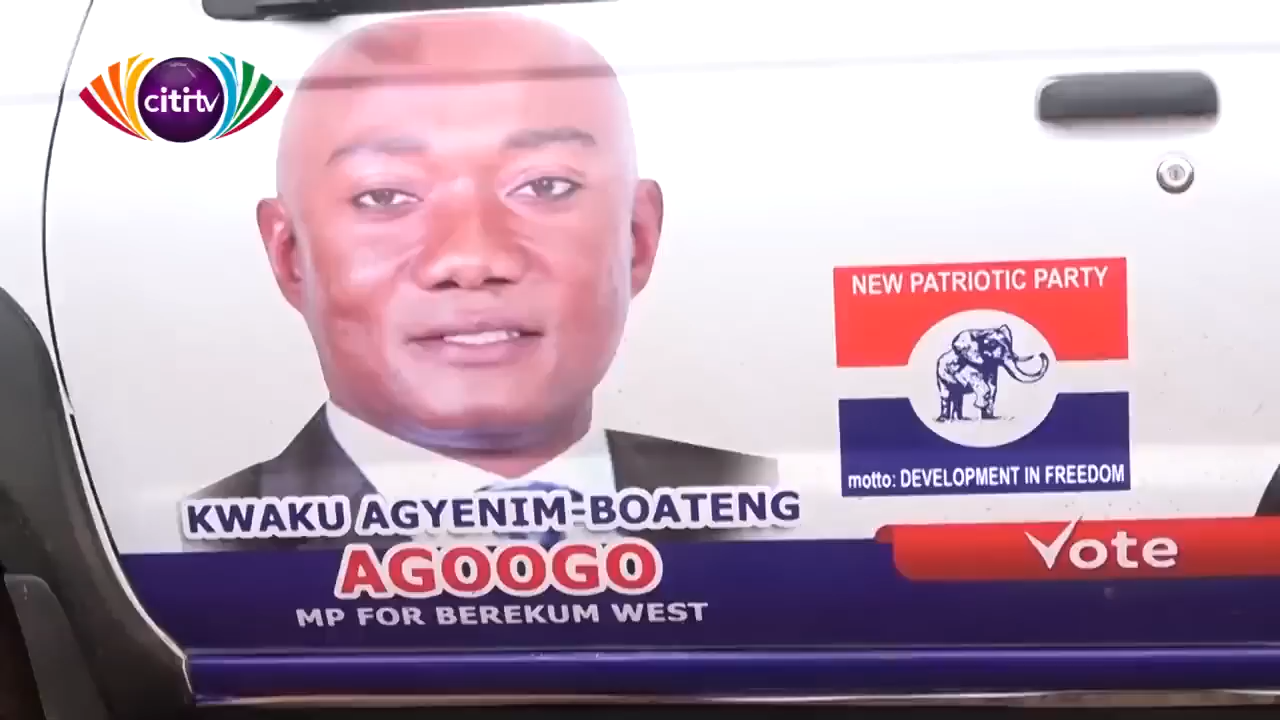 citi tv
NEW PATRIOTIC PARTY
motto: DEVELOPMENT IN FREEDOM
KWAKU AGYENIM-BOATENG
AGOOGO
MP FOR BEREKUM WEST
Vote